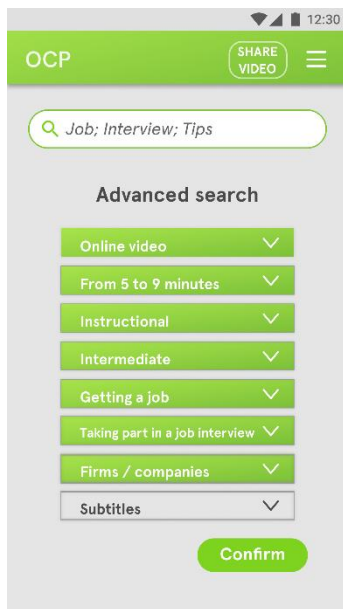 12:30
OCP
SHARE
VIDEO
Job; Interview; Tips
Advanced search
Online video
From 5 to 9 minutes
Instructional
Intermediate
Getting a job
Taking part in a job interview
Firms / companies
Subtitles
Confirm